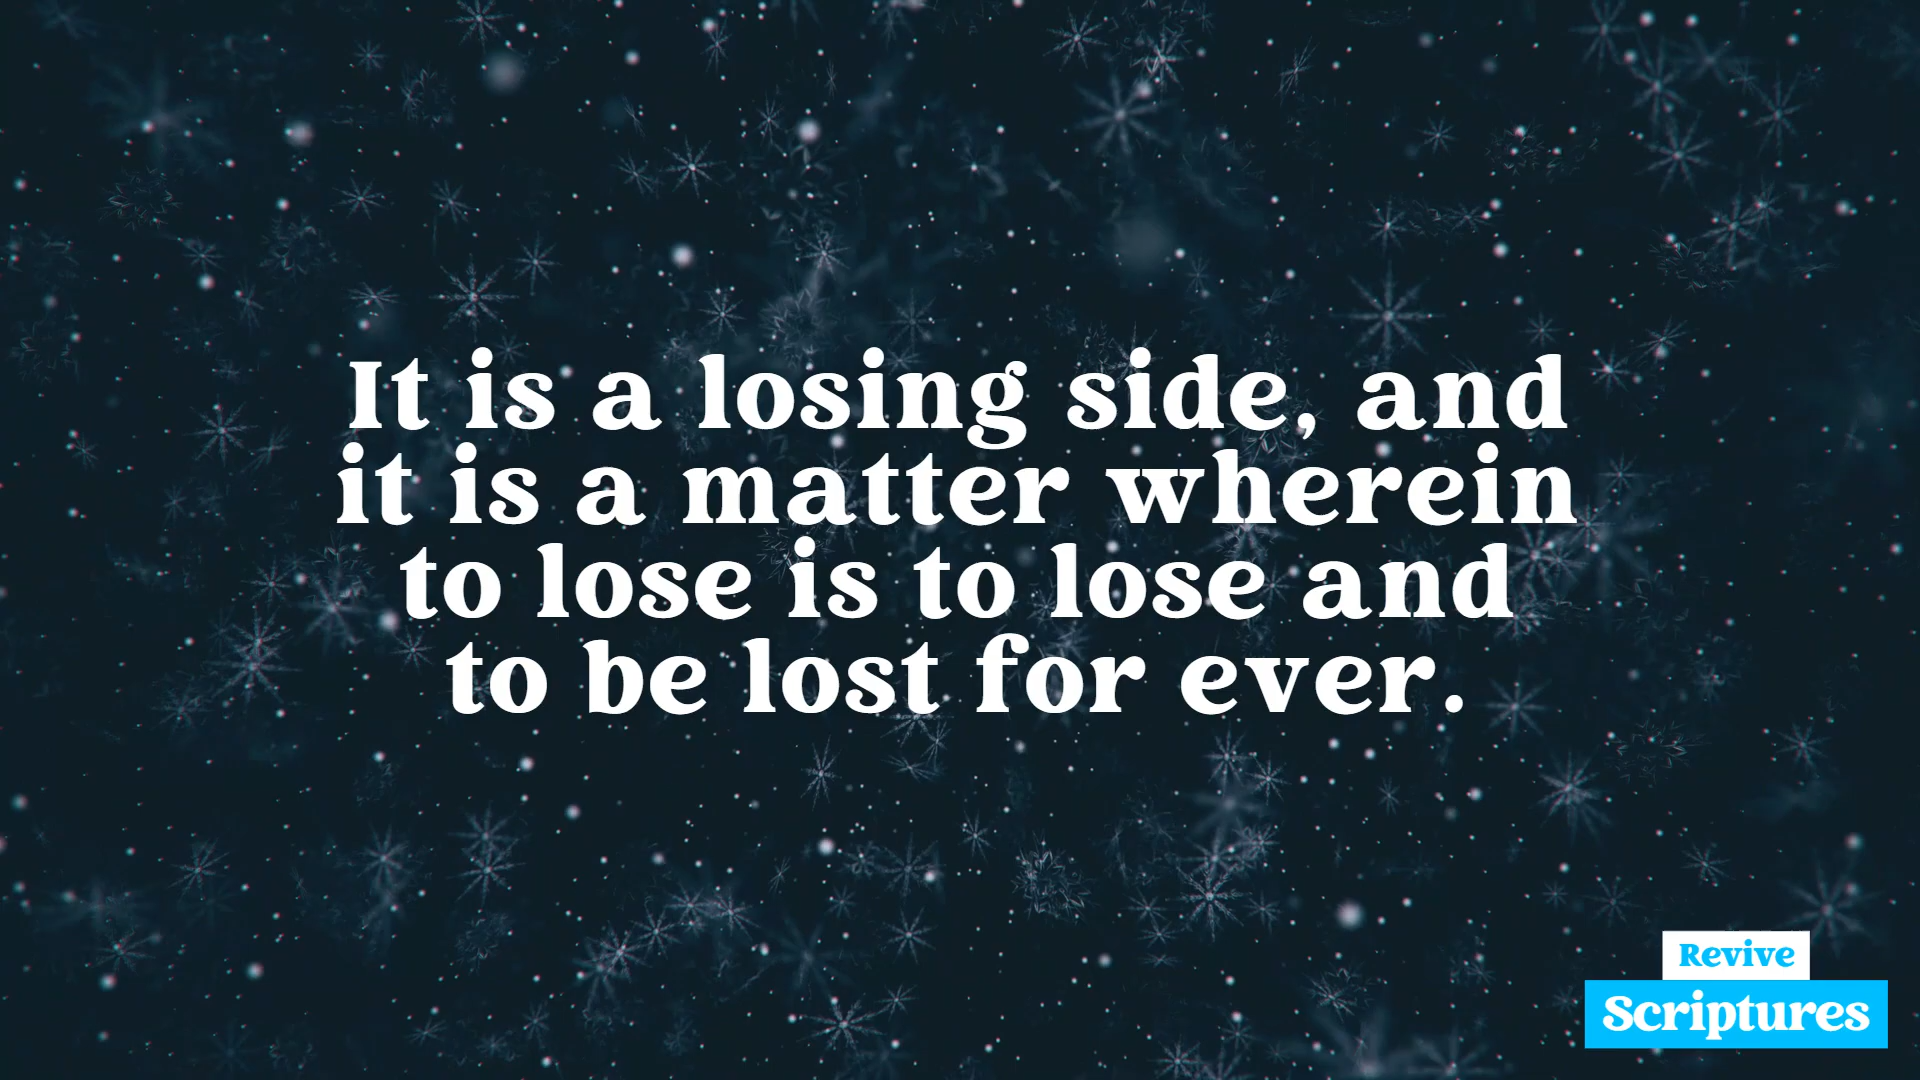 It is a losing side, and
it is a matter wherein
to lose is to lose and
to be lost for ever.
Revive
Scriptures